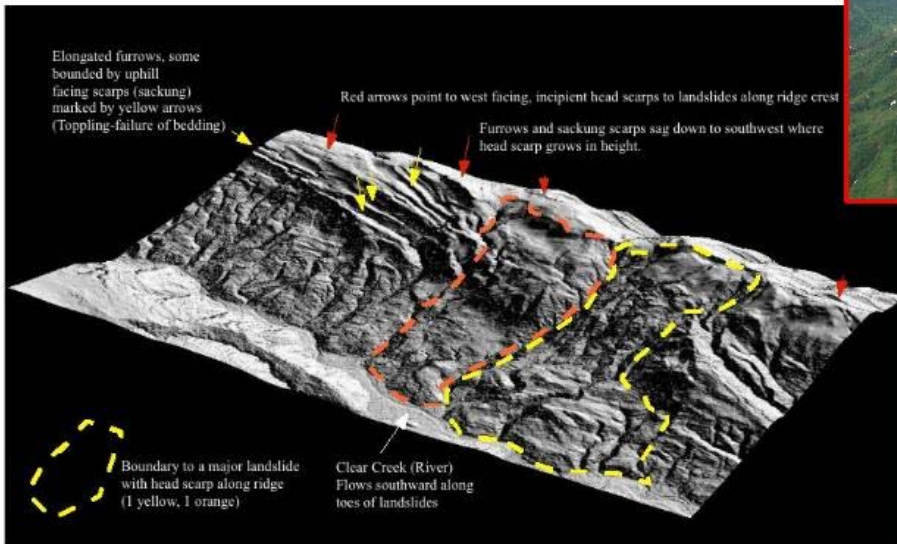 Elongated furrows, some
bounded by uphill
facing scarps (sackung)
marked by yellow arrows
(Toppling-failure of bedding)
Red arrows point to west facing, incipient head scarps to landslides along ridge crest
Furrows and sackung scarps sag down to southwest where
head scarp grows in height.
Boundary to a major landslide
with head scarp along ridge
(1 yellow, 1 orange)
Clear Creek (River)
Flows southward along
toes of landslides